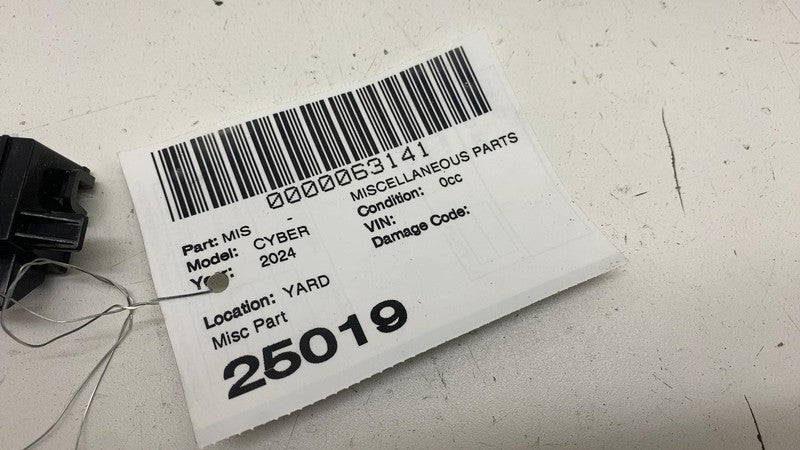 0000063141
Part: MIS - MISCELLANEOUS PARTS
Model: CYBER Condition: 0cc
Year: 2024 VIN:
Damage Code:
Location: YARD
Misc Part
25019